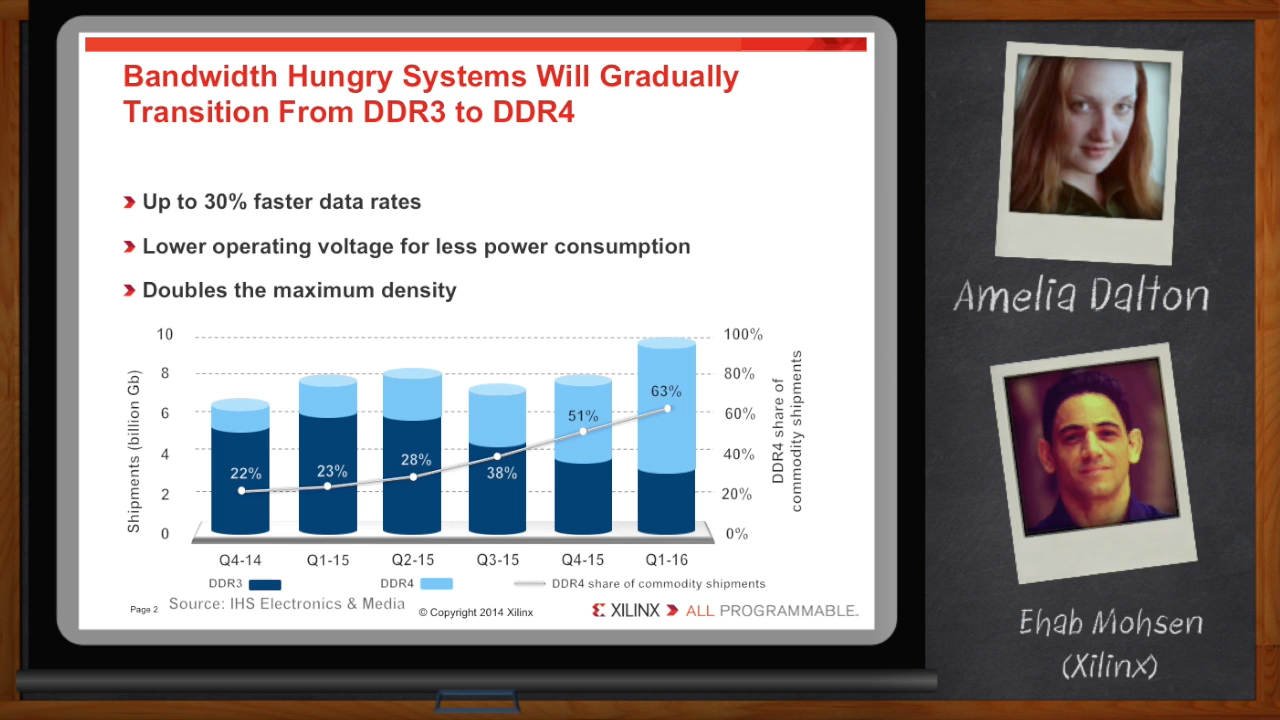 Bandwidth Hungry Systems Will Gradually
Transition From DDR3 to DDR4
Up to 30% faster data rates
Lower operating voltage for less power consumption
Doubles the maximum density
Shipments (billion Gb)
10
8
6
4
2
0
22%
23%
28%
38%
51%
63%
100%
80%
60%
40%
20%
0%
DDR4 share of
commodity shipments
Q4-14 Q1-15 Q2-15 Q3-15 Q4-15 Q1-16
DDR3 DDR4 DDR4 share of commodity shipments
Page 2 Source: IHS Electronics & Media © Copyright 2014 Xilinx XILINX ALL PROGRAMMABLE.
Amelia Dalton
Ehab Mohsen
(Xilinx)